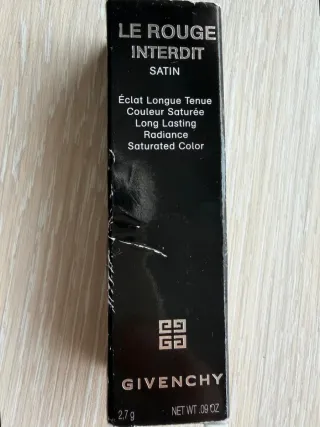 LE ROUGE
INTERDIT
SATIN
Éclat Longue Tenue
Couleur Saturée
Long Lasting
Radiance
Saturated Color
GIVENCHY
2.7 g NET WT .09 OZ